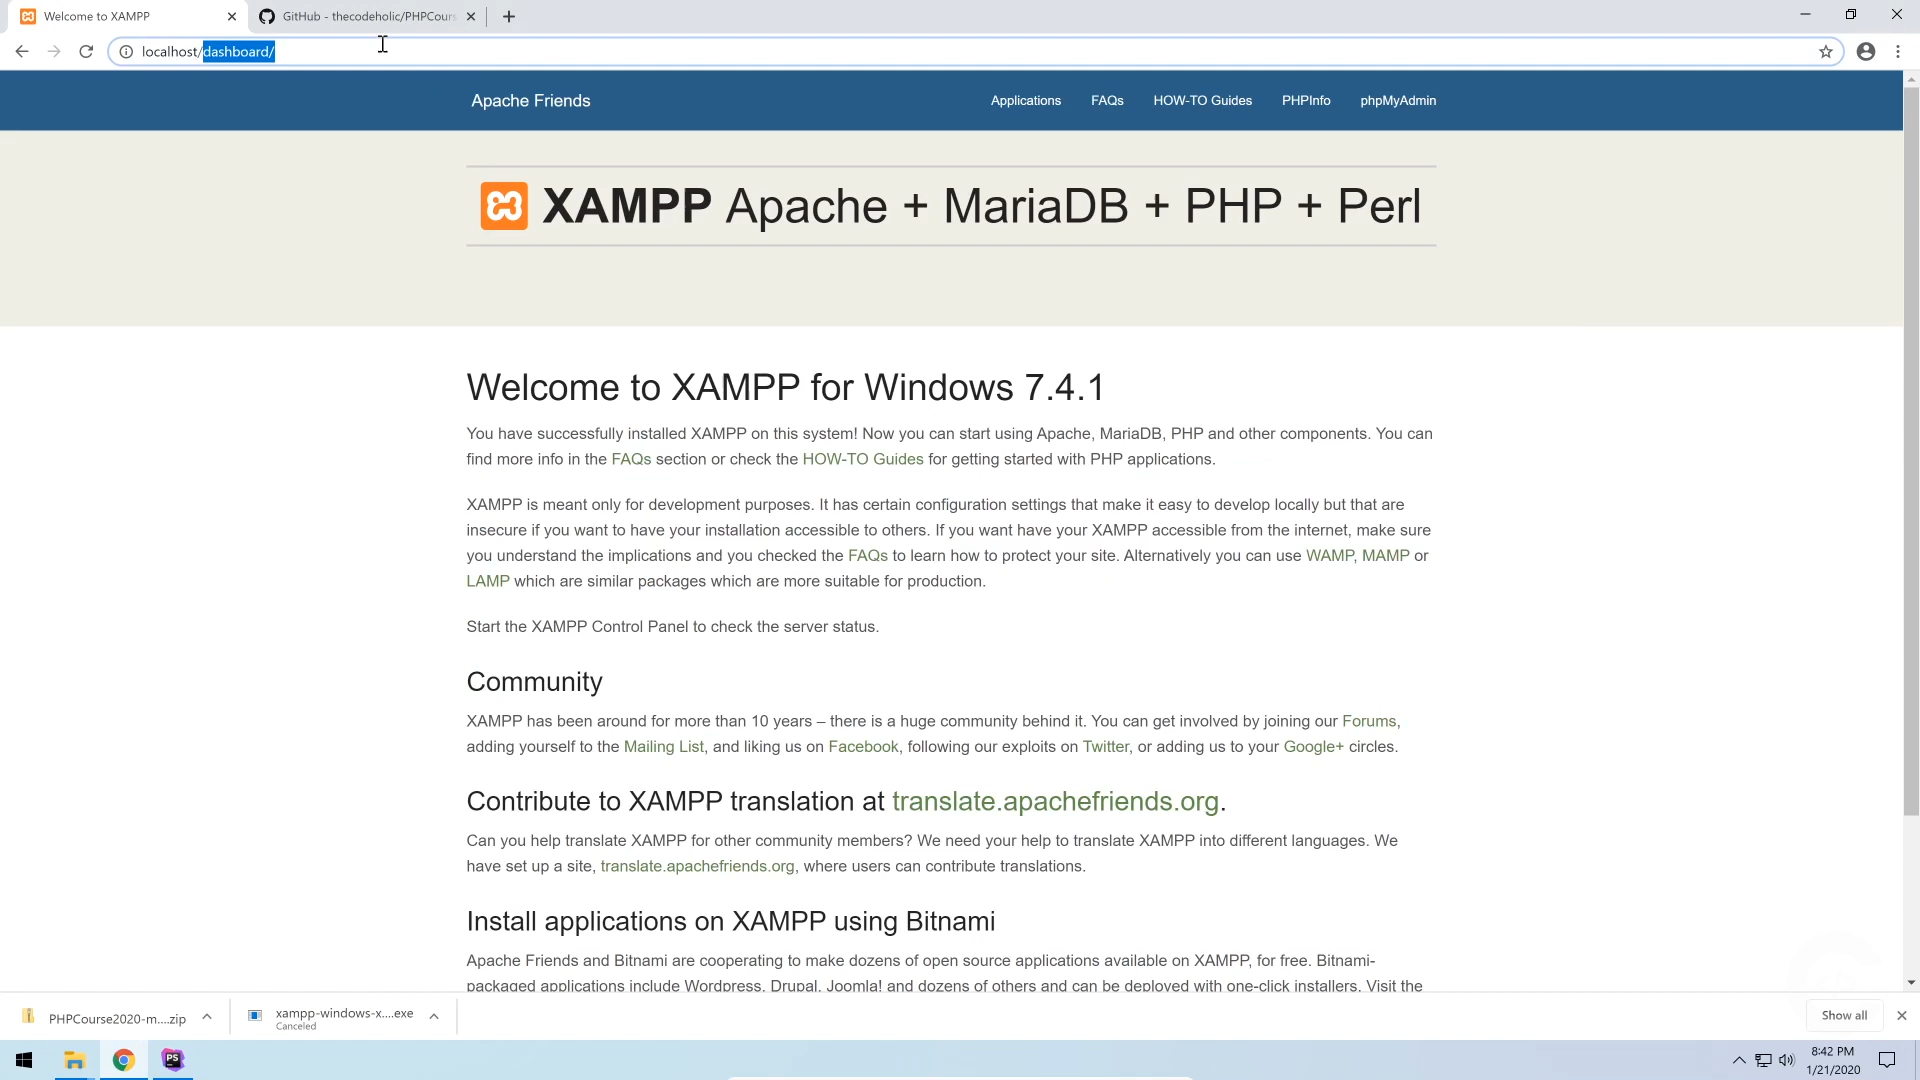 Welcome to XAMPP
GitHub - thecodeholic/PHPCours
localhost/dashboard/
Apache Friends
Applications
FAQs
HOW-TO Guides
PHPInfo
phpMyAdmin
XAMPP Apache + MariaDB + PHP + Perl
Welcome to XAMPP for Windows 7.4.1
You have successfully installed XAMPP on this system! Now you can start using Apache, MariaDB, PHP and other components. You can
find more info in the FAQs section or check the HOW-TO Guides for getting started with PHP applications.
XAMPP is meant only for development purposes. It has certain configuration settings that make it easy to develop locally but that are
insecure if you want to have your installation accessible to others. If you want have your XAMPP accessible from the internet, make sure
you understand the implications and you checked the FAQs to learn how to protect your site. Alternatively you can use WAMP, MAMP or
LAMP which are similar packages which are more suitable for production.
Start the XAMPP Control Panel to check the server status.
Community
XAMPP has been around for more than 10 years – there is a huge community behind it. You can get involved by joining our Forums,
adding yourself to the Mailing List, and liking us on Facebook, following our exploits on Twitter, or adding us to your Google+ circles.
Contribute to XAMPP translation at translate.apachefriends.org.
Can you help translate XAMPP for other community members? We need your help to translate XAMPP into different languages. We
have set up a site, translate.apachefriends.org, where users can contribute translations.
Install applications on XAMPP using Bitnami
Apache Friends and Bitnami are cooperating to make dozens of open source applications available on XAMPP, for free. Bitnami-
packaged applications include Wordpress, Drupal, Joomla! and dozens of others and can be deployed with one-click installers. Visit the
PHPCourse2020-m....zip
xampp-windows-x....exe
Canceled
Show all
PS
8:42 PM
1/21/2020